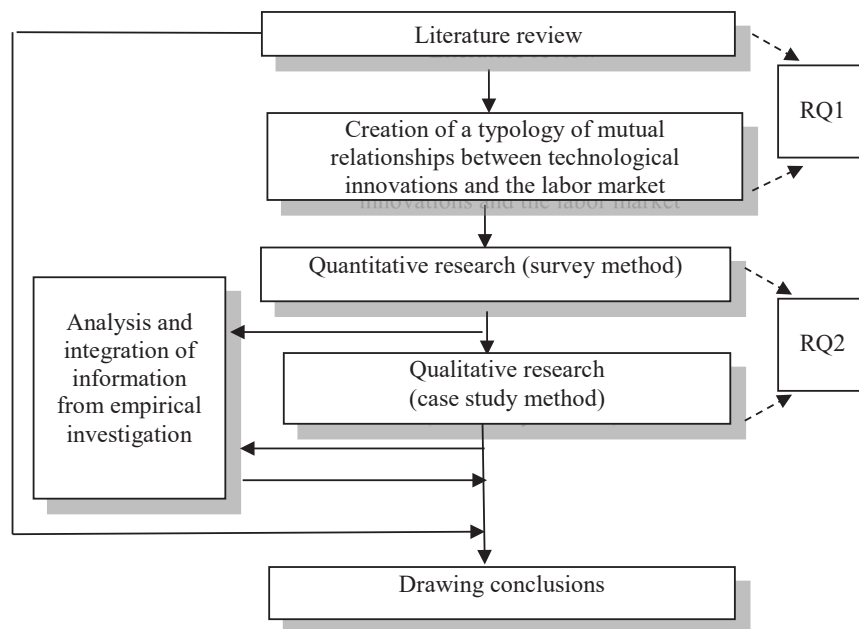 Literature review
RQ1
Creation of a typology of mutual
relationships between technological
innovations and the labor market
Quantitative research (survey method)
Analysis and
integration of
information
from empirical
investigation
RQ2
Qualitative research
(case study method)
Drawing conclusions